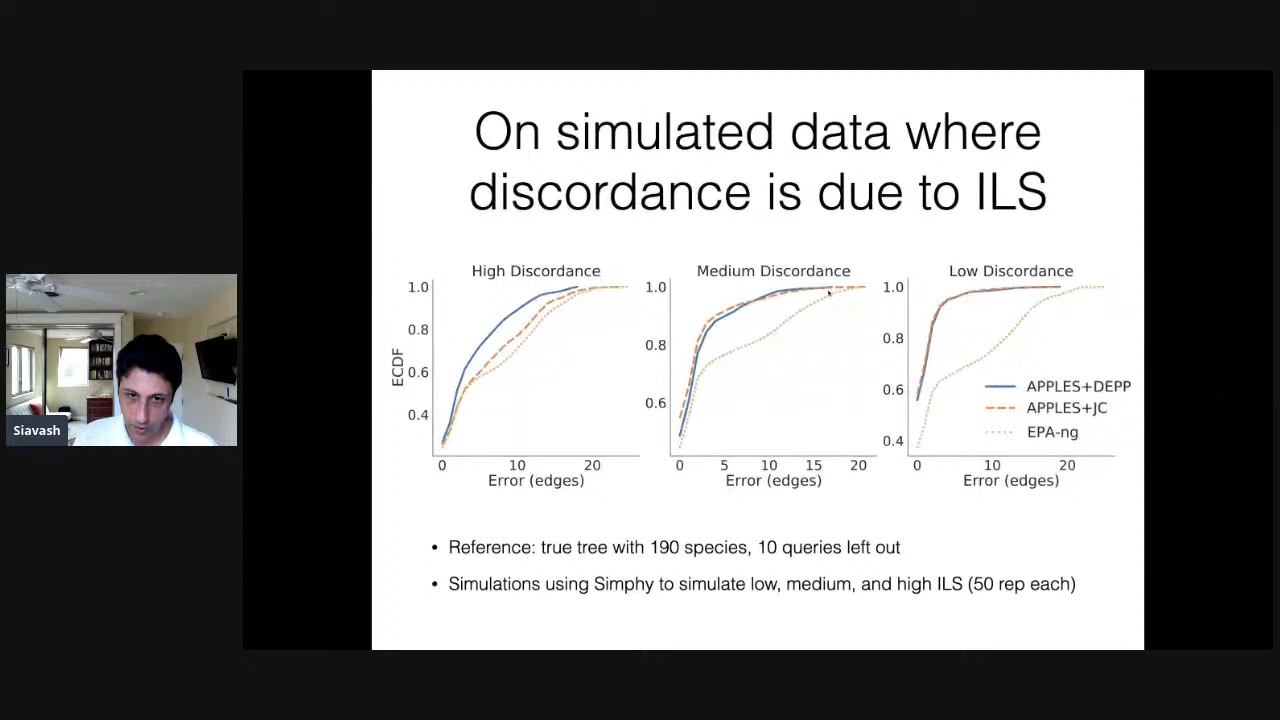 On simulated data where
discordance is due to ILS
High Discordance
1.0
0.8
0.6
0.4
ECDF
0
10
20
Error (edges)
Medium Discordance
1.0
0.8
0.6
0
5
10
15
20
Error (edges)
Low Discordance
1.0
0.8
0.6
0.4
0
10
20
Error (edges)
APPLES+DEPP
APPLES+JC
EPA-ng
• Reference: true tree with 190 species, 10 queries left out
• Simulations using Simphy to simulate low, medium, and high ILS (50 rep each)
Siavash